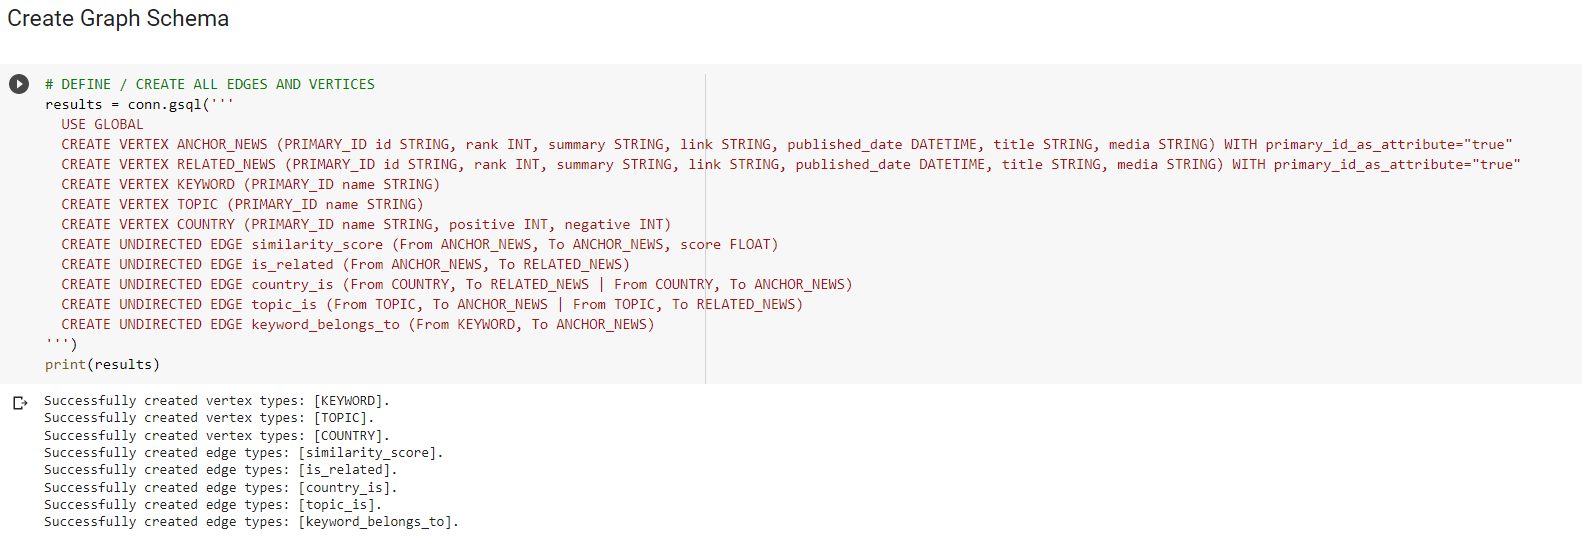 Create Graph Schema
# DEFINE / CREATE ALL EDGES AND VERTICES
results = conn.gsql('''
  USE GLOBAL
  CREATE VERTEX ANCHOR_NEWS (PRIMARY_ID id STRING, rank INT, summary STRING, link STRING, published_date DATETIME, title STRING, media STRING) WITH primary_id_as_attribute="true"
  CREATE VERTEX RELATED_NEWS (PRIMARY_ID id STRING, rank INT, summary STRING, link STRING, published_date DATETIME, title STRING, media STRING) WITH primary_id_as_attribute="true"
  CREATE VERTEX KEYWORD (PRIMARY_ID name STRING)
  CREATE VERTEX TOPIC (PRIMARY_ID name STRING)
  CREATE VERTEX COUNTRY (PRIMARY_ID name STRING, positive INT, negative INT)
  CREATE UNDIRECTED EDGE similarity_score (From ANCHOR_NEWS, To ANCHOR_NEWS, score FLOAT)
  CREATE UNDIRECTED EDGE is_related (From ANCHOR_NEWS, To RELATED_NEWS)
  CREATE UNDIRECTED EDGE country_is (From COUNTRY, To RELATED_NEWS | From COUNTRY, To ANCHOR_NEWS)
  CREATE UNDIRECTED EDGE topic_is (From TOPIC, To ANCHOR_NEWS | From TOPIC, To RELATED_NEWS)
  CREATE UNDIRECTED EDGE keyword_belongs_to (From KEYWORD, To ANCHOR_NEWS)
''')
print(results)
Successfully created vertex types: [KEYWORD].
Successfully created vertex types: [TOPIC].
Successfully created vertex types: [COUNTRY].
Successfully created edge types: [similarity_score].
Successfully created edge types: [is_related].
Successfully created edge types: [country_is].
Successfully created edge types: [topic_is].
Successfully created edge types: [keyword_belongs_to].